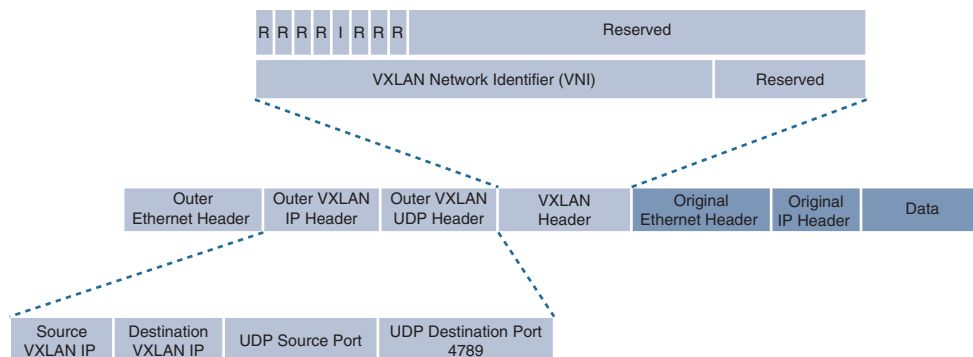 R R R R I R R R Reserved
VXLAN Network Identifier (VNI) Reserved
Outer
Ethernet Header
Outer VXLAN
IP Header
Outer VXLAN
UDP Header
VXLAN
Header
Original
Ethernet Header
Original
IP Header
Data
Source
VXLAN IP
Destination
VXLAN IP
UDP Source Port
UDP Destination Port
4789